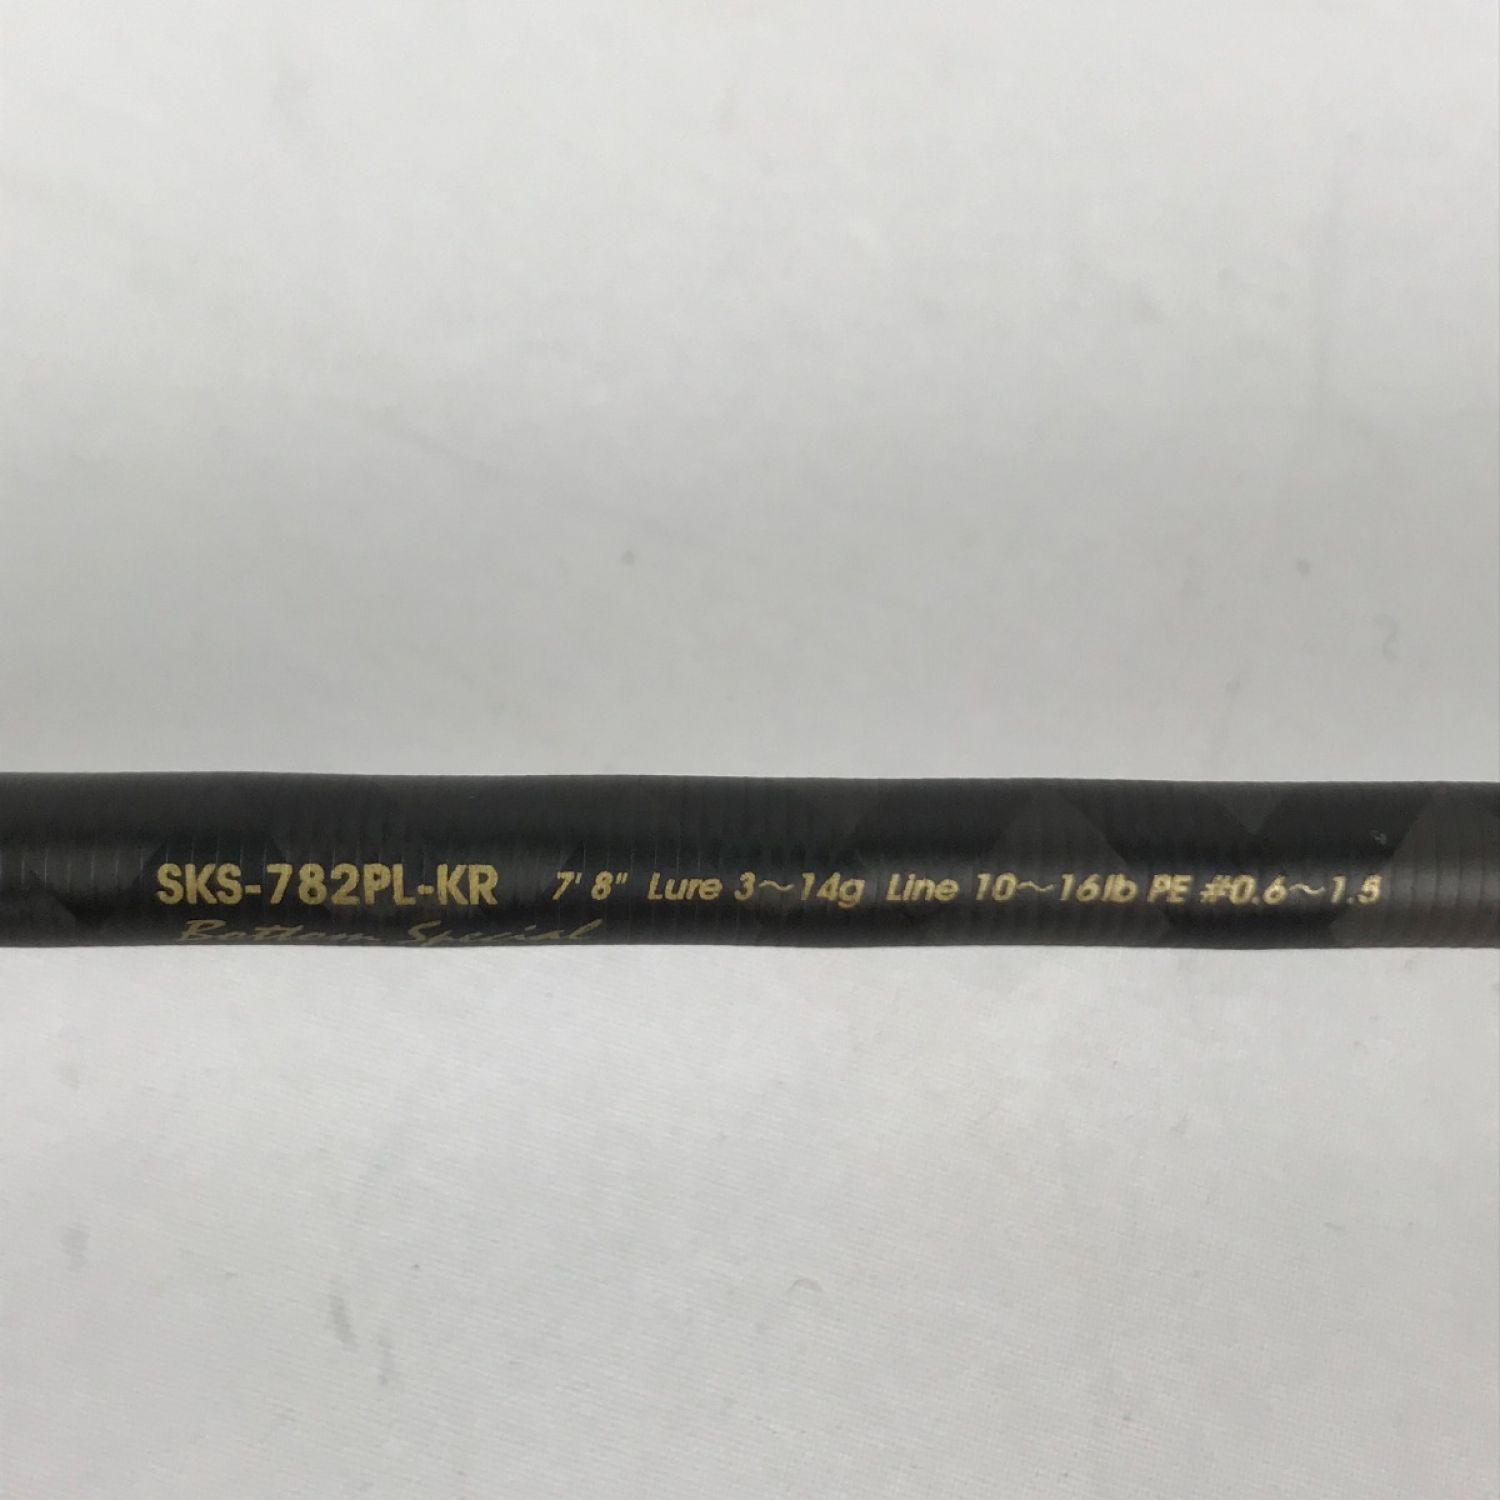 SKS-782PL-KR 7' 8" Lure 3～14g Line 10～16lb PE #0.6～1.5
Bottom Special